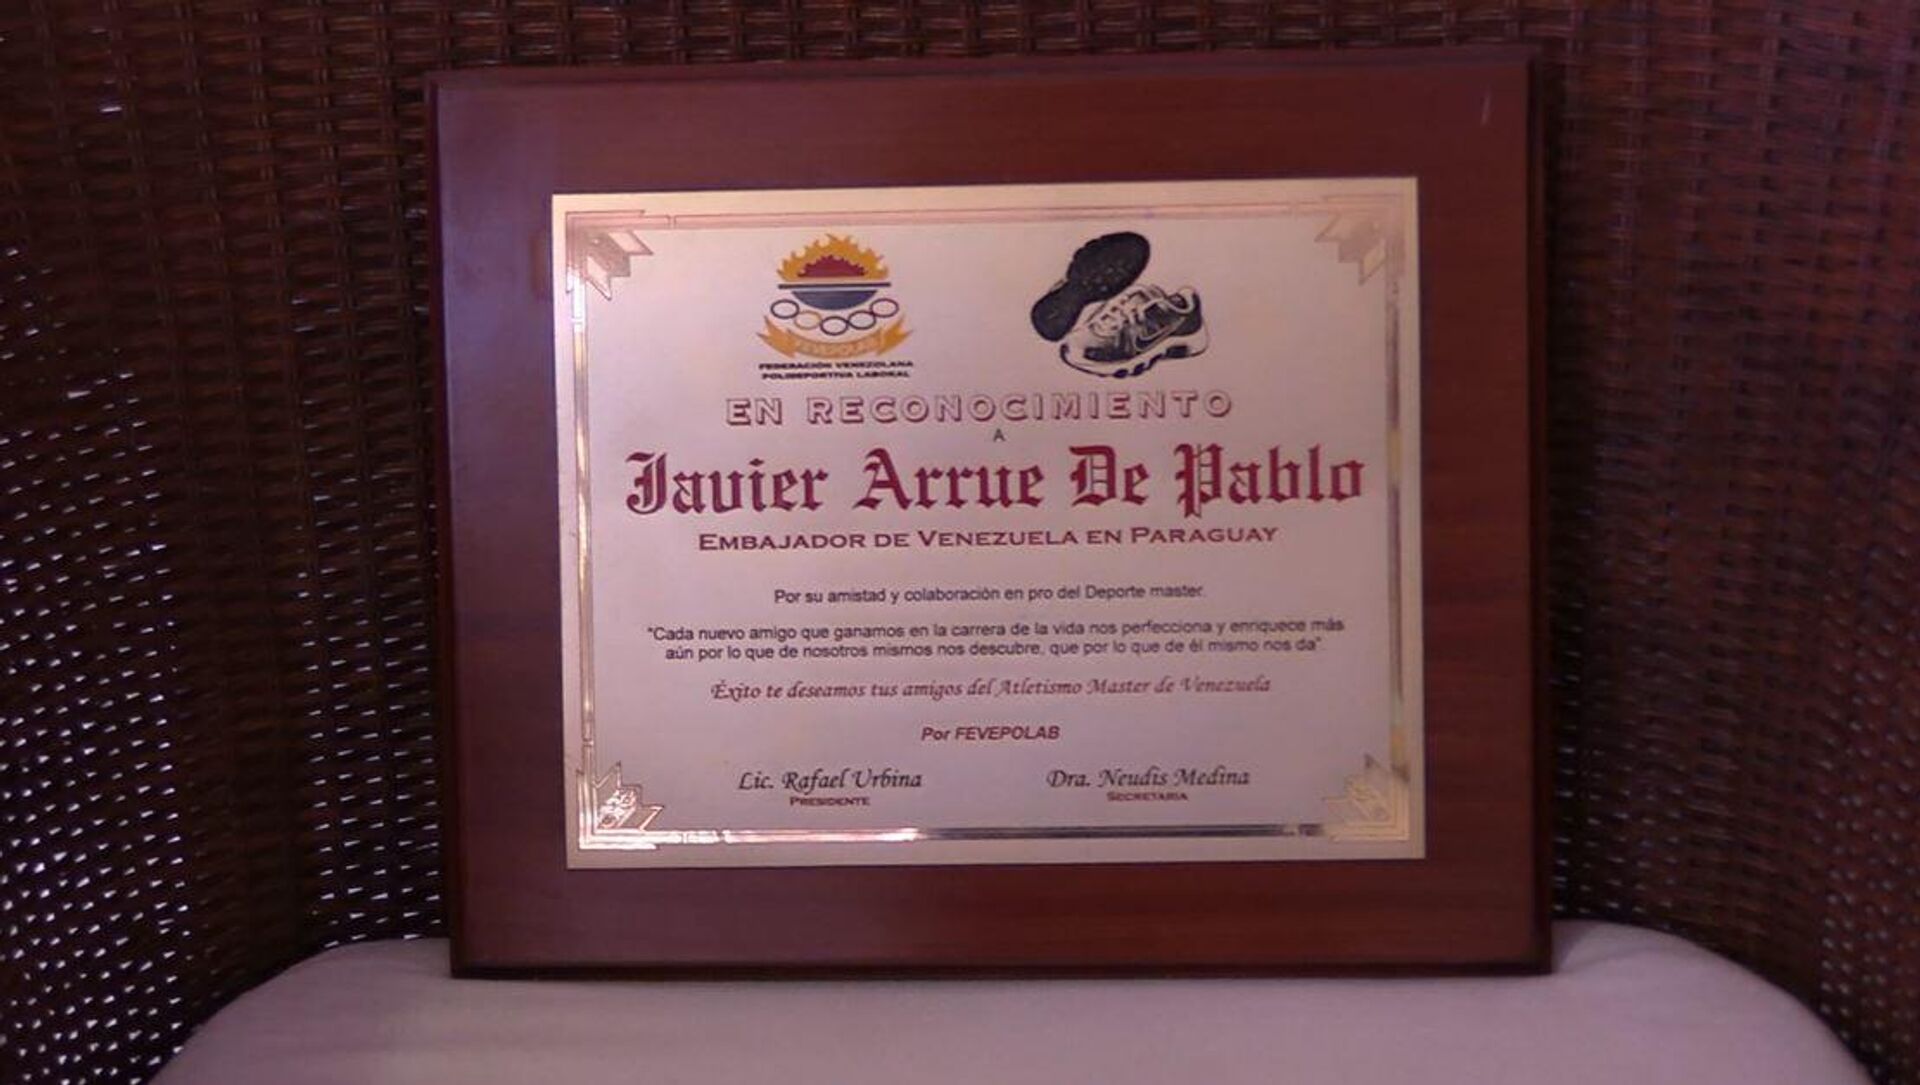 FEVEPOLAB
FEDERACIÓN VENEZOLANA
POLIDEPORTIVA LABORAL
EN RECONOCIMIENTO
A
Javier Arrue De Pablo
EMBAJADOR DE VENEZUELA EN PARAGUAY
Por su amistad y colaboración en pro del Deporte master.
"Cada nuevo amigo que ganamos en la carrera de la vida nos perfecciona y enriquece más
aún por lo que de nosotros mismos nos descubre, que por lo que de él mismo nos da".
Éxito te deseamos tus amigos del Atletismo Master de Venezuela
Por FEVEPOLAB
Lic. Rafael Urbina
PRESIDENTE
Dra. Neudis Medina
SECRETARIA